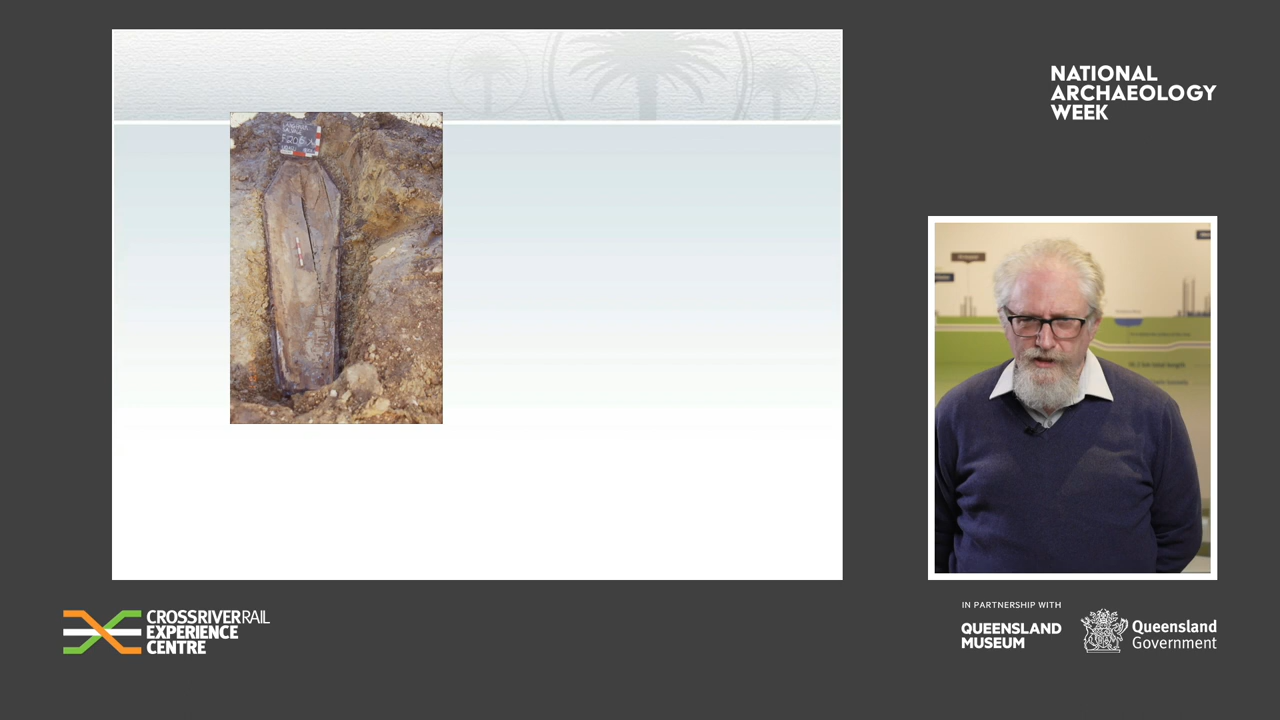 NATIONAL
ARCHAEOLOGY
WEEK
CROSSRIVERRAIL
EXPERIENCE
CENTRE
IN PARTNERSHIP WITH
QUEENSLAND
MUSEUM
Queensland
Government